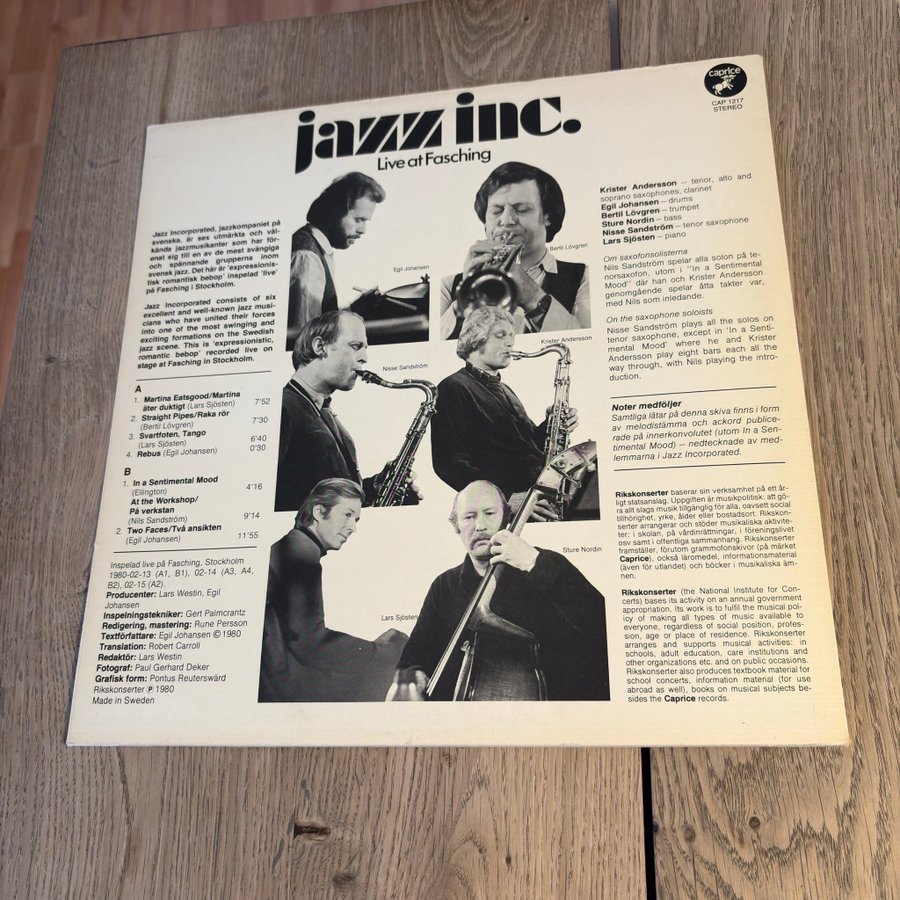 caprice
CAP 1217
STEREO
jazz inc.
Live at Fasching
Jazz Incorporated, jazzkompaniet på
svenska, är sex utmärkta och väl-
kända jazzmusikanter som har för-
enat sig till en av de mest svängiga
och spännande grupperna inom
svensk jazz. Det här är 'expressionis-
tisk romantisk bebop' inspelad 'live'
på Fasching i Stockholm.
Jazz Incorporated consists of six
excellent and well-known jazz musi-
cians who have united their forces
into one of the most swinging and
exciting formations on the Swedish
jazz scene. This is 'expressionistic,
romantic bebop' recorded live on
stage at Fasching in Stockholm.
A
1. Martina Eatsgood/Martina
äter duktigt (Lars Sjösten) 7'52
2. Straight Pipes/Raka rör
(Bertil Lövgren) 7'30
3. Svartfoten, Tango
(Lars Sjösten) 6'40
4. Rebus (Egil Johansen) 0'30
B
1. In a Sentimental Mood
(Ellington) 4'16
At the Workshop/
På verkstan
(Nils Sandström) 9'14
2. Two Faces/Två ansikten
(Egil Johansen) 11'55
Inspelad live på Fasching, Stockholm
1980-02-13 (A1, B1), 02-14 (A3, A4,
B2), 02-15 (A2).
Producenter: Lars Westin, Egil
Johansen
Inspelningstekniker: Gert Palmcrantz
Redigering, mastering: Rune Persson
Textförfattare: Egil Johansen © 1980
Translation: Robert Carroll
Redaktör: Lars Westin
Fotograf: Paul Gerhard Deker
Grafisk form: Pontus Reuterswärd
Rikskonserter ℗ 1980
Made in Sweden
Egil Johansen
Bertil Lövgren
Nisse Sandström
Krister Andersson
Lars Sjösten
Sture Nordin
Krister Andersson – tenor, alto and
soprano saxophones, clarinet
Egil Johansen – drums
Bertil Lövgren – trumpet
Sture Nordin – bass
Nisse Sandström – tenor saxophone
Lars Sjösten – piano
Om saxofonsolisterna
Nils Sandström spelar alla solon på te-
norsaxofon, utom i "In a Sentimental
Mood" där han och Krister Andersson
genomgående spelar åtta takter var,
med Nils som inledande.
On the saxophone soloists
Nisse Sandström plays all the solos on
tenor saxophone, except in 'In a Senti-
mental Mood' where he and Krister
Andersson play eight bars each all the
way through, with Nils playing the intro-
duction.
Noter medföljer
Samtliga låtar på denna skiva finns i form
av melodistämma och ackord publice-
rade på innerkonvolutet (utom In a Sen-
timental Mood) – nedtecknade av med-
lemmarna i Jazz Incorporated.
Rikskonserter baserar sin verksamhet på ett år-
ligt statsanslag. Uppgiften är musikpolitisk: att gö-
ra allt slags musik tillgänglig för alla, oavsett social
tillhörighet, yrke, ålder eller bostadsort. Rikskon-
serter arrangerar och stöder musikaliska aktivite-
ter: i skolan, på vårdinrättningar, i föreningslivet
osv samt i offentliga sammanhang. Rikskonserter
framställer, förutom grammofonskivor (på märket
Caprice), också läromedel, informationsmaterial
(även för utlandet) och böcker i musikaliska äm-
nen.
Rikskonserter (the National Institute for Con-
certs) bases its activity on an annual government
appropriation. Its work is to fulfil the musical pol-
icy of making all types of music available to
everyone, regardless of social position, profes-
sion, age or place of residence. Rikskonserter
arranges and supports musical activities: in
schools, adult education, care institutions and
other organizations etc. and on public occasions.
Rikskonserter also produces textbook material for
school concerts, information material (for use
abroad as well), books on musical subjects be-
sides the Caprice records.